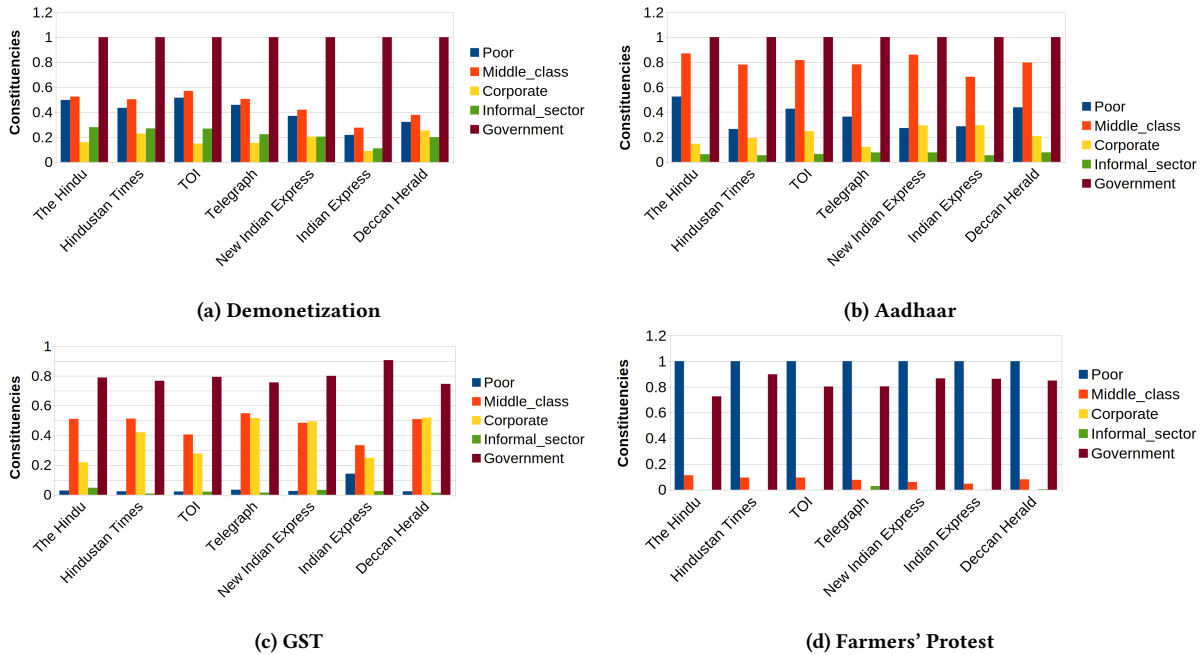 1.2
1
0.8
0.6
0.4
0.2
0
Constituencies
The Hindu
Hindustan Times
TOI
Telegraph
New Indian Express
Indian Express
Deccan Herald
Poor
Middle_class
Corporate
Informal_sector
Government
(a) Demonetization
1.2
1
0.8
0.6
0.4
0.2
0
Constituencies
The Hindu
Hindustan Times
TOI
Telegraph
New Indian Express
Indian Express
Deccan Herald
Poor
Middle_class
Corporate
Informal_sector
Government
(b) Aadhaar
1
0.8
0.6
0.4
0.2
0
Constituencies
The Hindu
Hindustan Times
TOI
Telegraph
New Indian Express
Indian Express
Deccan Herald
Poor
Middle_class
Corporate
Informal_sector
Government
(c) GST
1.2
1
0.8
0.6
0.4
0.2
0
Constituencies
The Hindu
Hindustan Times
TOI
Telegraph
New Indian Express
Indian Express
Deccan Herald
Poor
Middle_class
Corporate
Informal_sector
Government
(d) Farmers’ Protest